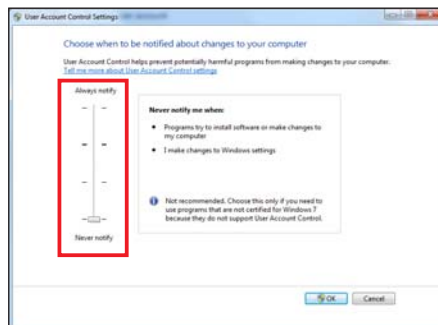 User Account Control Settings
Choose when to be notified about changes to your computer
User Account Control helps prevent potentially harmful programs from making changes to your computer.
Tell me more about User Account Control settings
Always notify
Never notify me when:
• Programs try to install software or make changes to
my computer
• I make changes to Windows settings
Not recommended. Choose this only if you need to
use programs that are not certified for Windows 7
because they do not support User Account Control.
Never notify
OK
Cancel